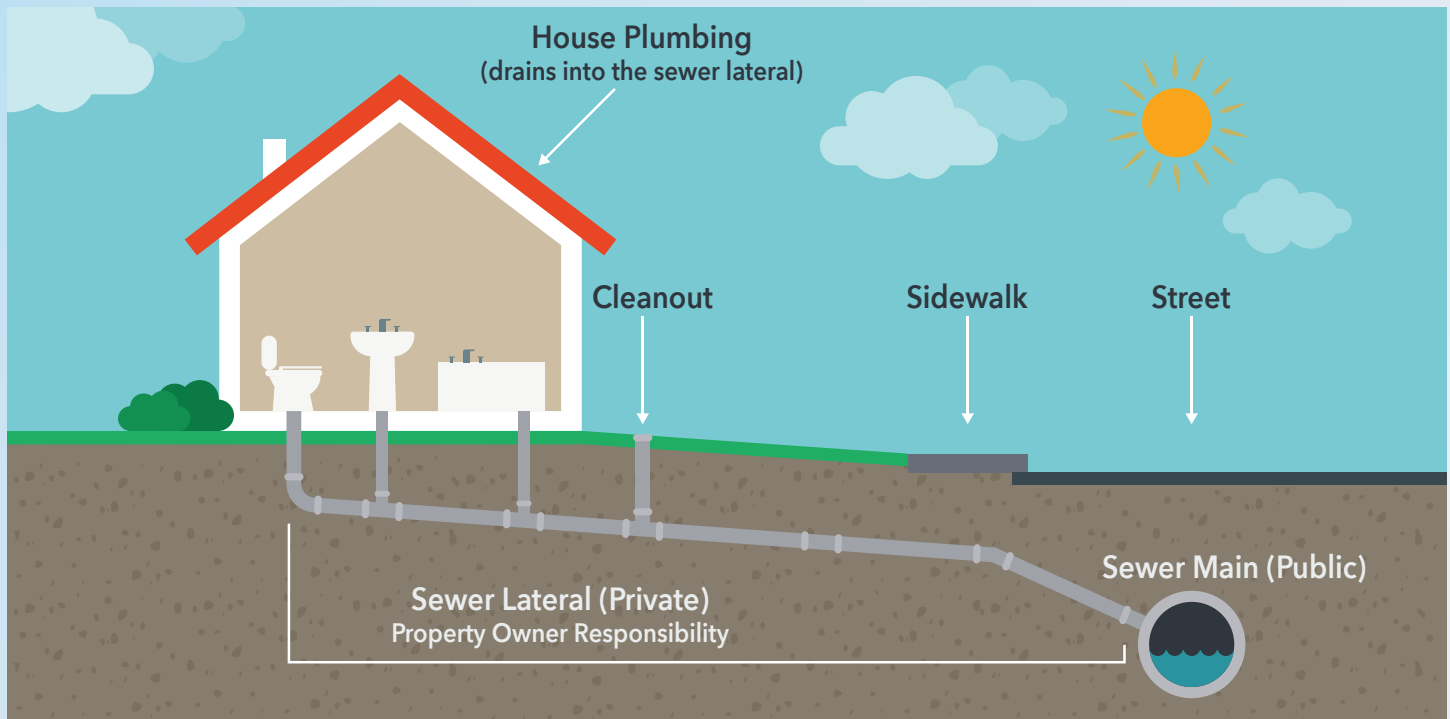 House Plumbing
(drains into the sewer lateral)
Cleanout
Sidewalk
Street
Sewer Main (Public)
Sewer Lateral (Private)
Property Owner Responsibility